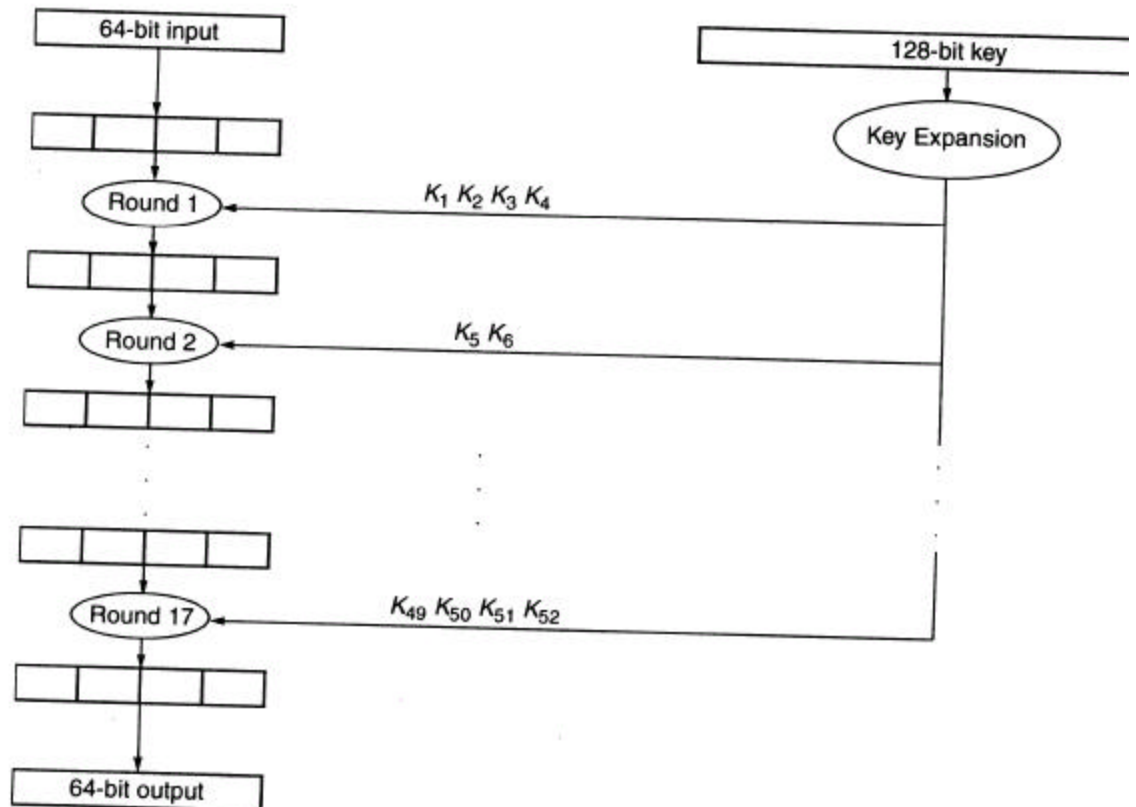 64-bit input
128-bit key
Key Expansion
Round 1
K1 K2 K3 K4
Round 2
K5 K6
Round 17
K49 K50 K51 K52
64-bit output